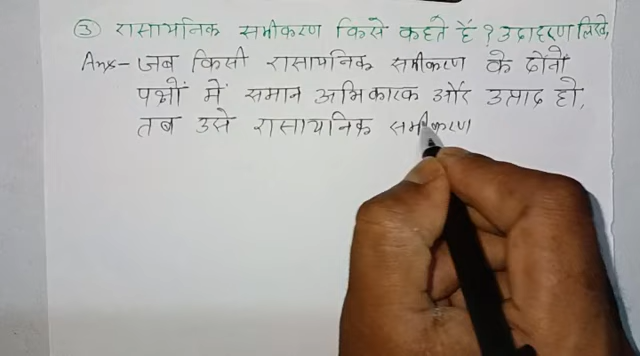 ③ रासायनिक समीकरण किसे कहते हैं ? उदाहरण लिखे,
Ans- जब किसी रासायनिक समीकरण के दोनों
पक्षों में समान अभिकारक और उत्पाद हो,
तब उसे रासायनिक समीकरण